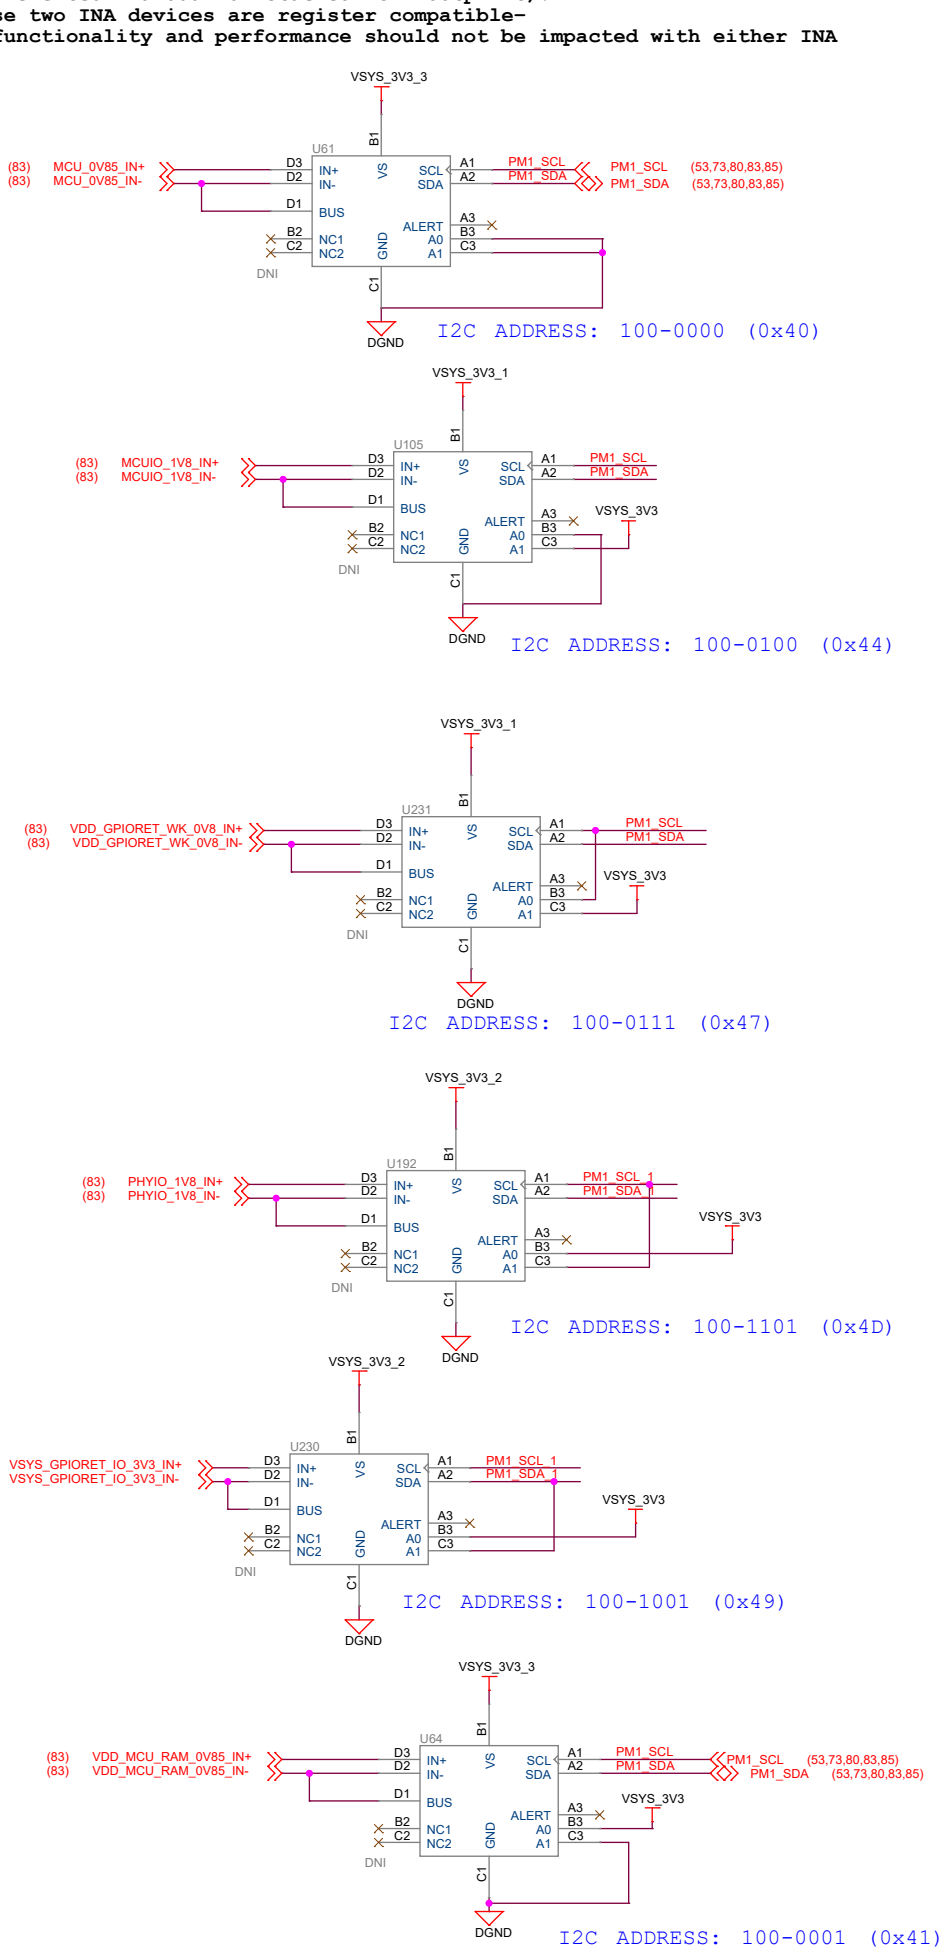 se two INA devices are register compatible-
functionality and performance should not be impacted with either INA
VSYS_3V3_3
U61
B1
VS
(83) MCU_0V85_IN+ D3 IN+ SCL A1 PM1_SCL PM1_SCL (53,73,80,83,85)
(83) MCU_0V85_IN- D2 IN- SDA A2 PM1_SDA PM1_SDA (53,73,80,83,85)
D1 BUS
ALERT A3
B2 NC1 A0 B3
C2 NC2 A1 C3
GND
DNI
C1
DGND
I2C ADDRESS: 100-0000 (0x40)
VSYS_3V3_1
U105
B1
VS
(83) MCUIO_1V8_IN+ D3 IN+ SCL A1 PM1_SCL
(83) MCUIO_1V8_IN- D2 IN- SDA A2 PM1_SDA
D1 BUS
VSYS_3V3
ALERT A3
B2 NC1 A0 B3
C2 NC2 A1 C3
GND
DNI
C1
DGND
I2C ADDRESS: 100-0100 (0x44)
VSYS_3V3_1
U231
B1
VS
(83) VDD_GPIORET_WK_0V8_IN+ D3 IN+ SCL A1 PM1_SCL
(83) VDD_GPIORET_WK_0V8_IN- D2 IN- SDA A2 PM1_SDA
D1 BUS
VSYS_3V3
ALERT A3
B2 NC1 A0 B3
C2 NC2 A1 C3
GND
DNI
C1
DGND
I2C ADDRESS: 100-0111 (0x47)
VSYS_3V3_2
U192
B1
VS
(83) PHYIO_1V8_IN+ D3 IN+ SCL A1 PM1_SCL_1
(83) PHYIO_1V8_IN- D2 IN- SDA A2 PM1_SDA_1
D1 BUS
VSYS_3V3
ALERT A3
B2 NC1 A0 B3
C2 NC2 A1 C3
GND
DNI
C1
DGND
I2C ADDRESS: 100-1101 (0x4D)
VSYS_3V3_2
U230
B1
VS
VSYS_GPIORET_IO_3V3_IN+ D3 IN+ SCL A1 PM1_SCL_1
VSYS_GPIORET_IO_3V3_IN- D2 IN- SDA A2 PM1_SDA_1
D1 BUS
VSYS_3V3
ALERT A3
B2 NC1 A0 B3
C2 NC2 A1 C3
GND
DNI
C1
DGND
I2C ADDRESS: 100-1001 (0x49)
VSYS_3V3_3
U64
B1
VS
(83) VDD_MCU_RAM_0V85_IN+ D3 IN+ SCL A1 PM1_SCL PM1_SCL (53,73,80,83,85)
(83) VDD_MCU_RAM_0V85_IN- D2 IN- SDA A2 PM1_SDA PM1_SDA (53,73,80,83,85)
D1 BUS
VSYS_3V3
ALERT A3
B2 NC1 A0 B3
C2 NC2 A1 C3
GND
DNI
C1
DGND
I2C ADDRESS: 100-0001 (0x41)